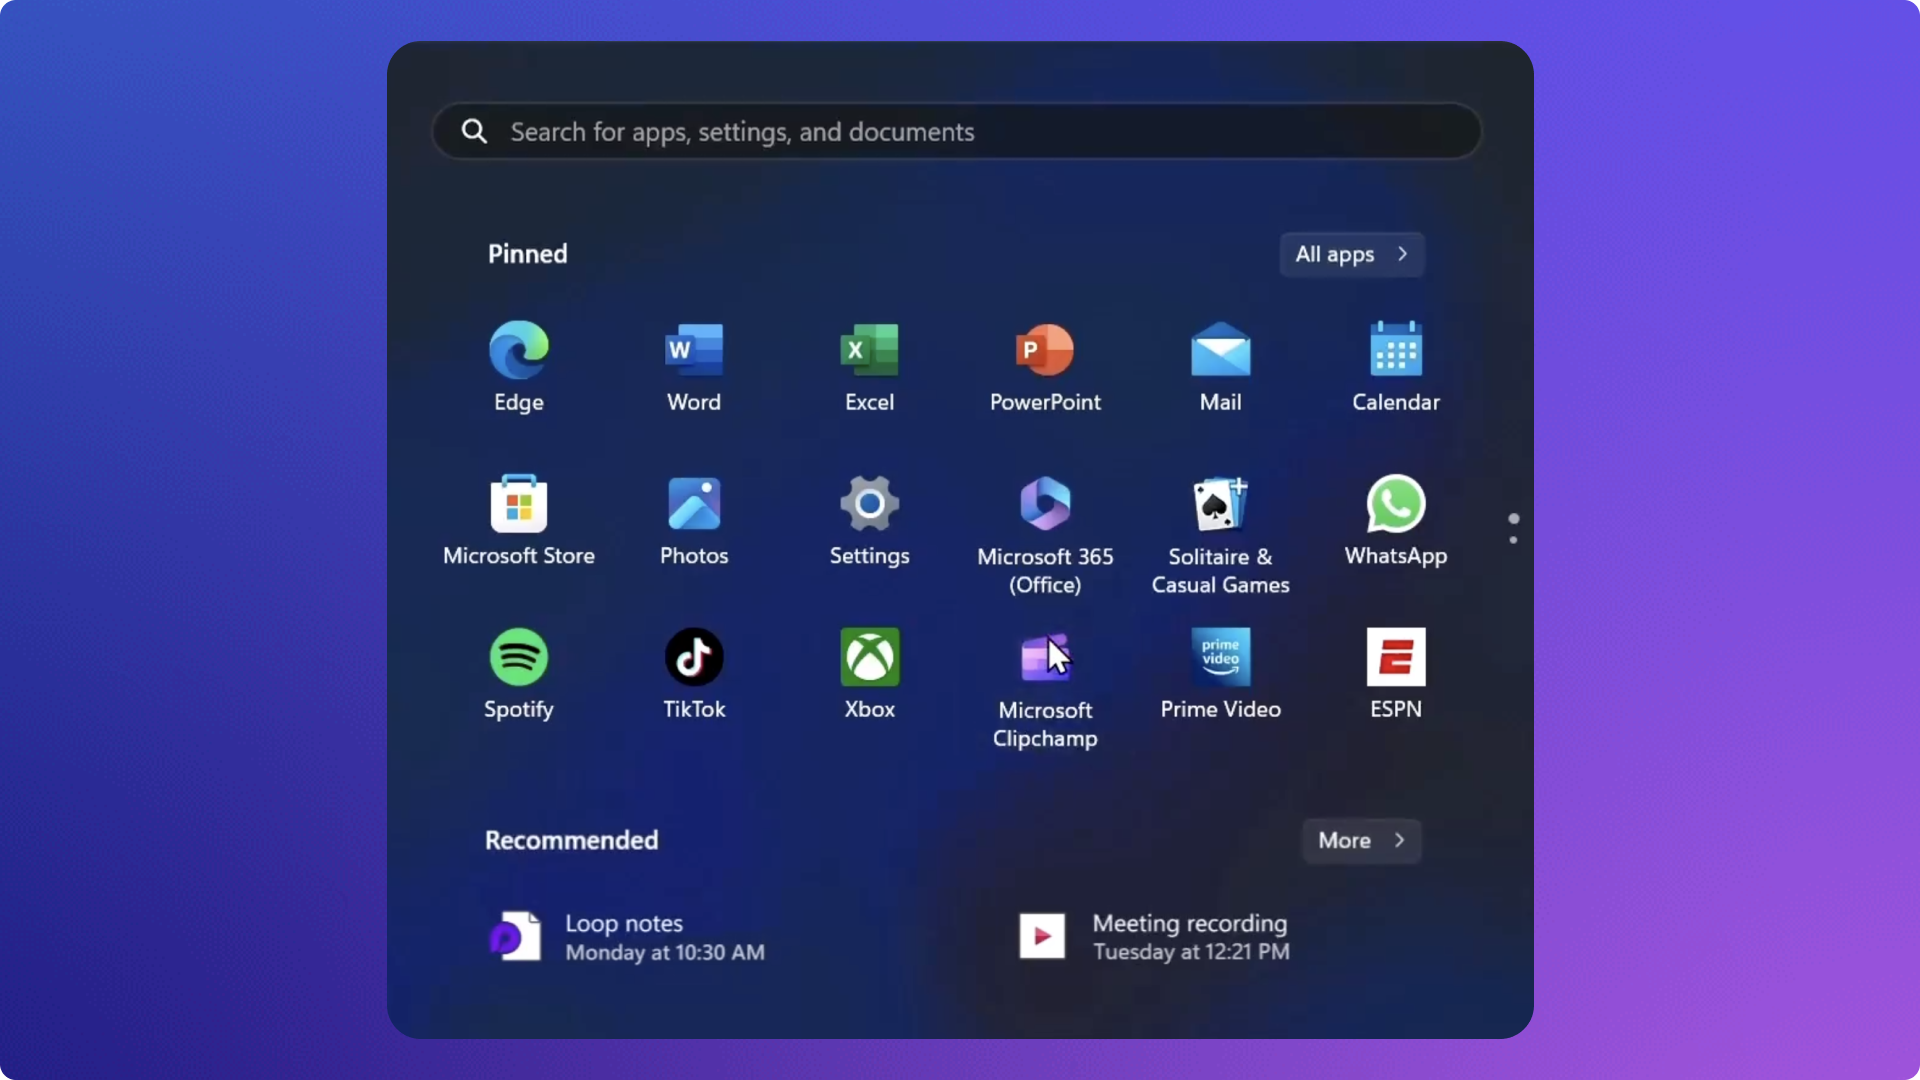 Search for apps, settings, and documents
Pinned
All apps
W
X
P
Edge
Word
Excel
PowerPoint
Mail
Calendar
Microsoft Store
Photos
Settings
Microsoft 365
(Office)
Solitaire &
Casual Games
WhatsApp
prime
video
Spotify
TikTok
Xbox
Microsoft
Clipchamp
Prime Video
ESPN
Recommended
More
Loop notes
Monday at 10:30 AM
Meeting recording
Tuesday at 12:21 PM